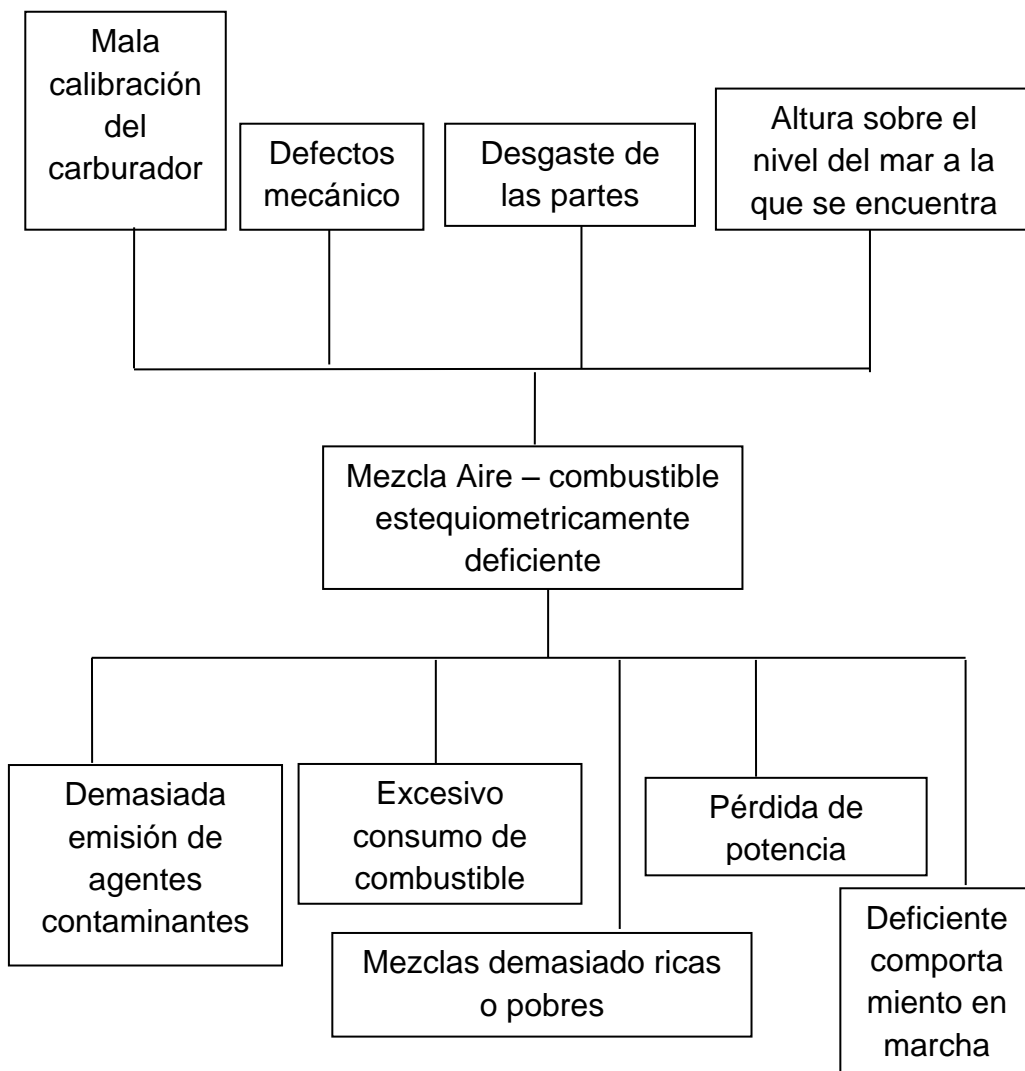 Mala
calibración
del
carburador
Defectos
mecánico
Desgaste de
las partes
Altura sobre el
nivel del mar a la
que se encuentra
Mezcla Aire – combustible
estequiometricamente
deficiente
Demasiada
emisión de
agentes
contaminantes
Excesivo
consumo de
combustible
Mezclas demasiado ricas
o pobres
Pérdida de
potencia
Deficiente
comporta
miento en
marcha